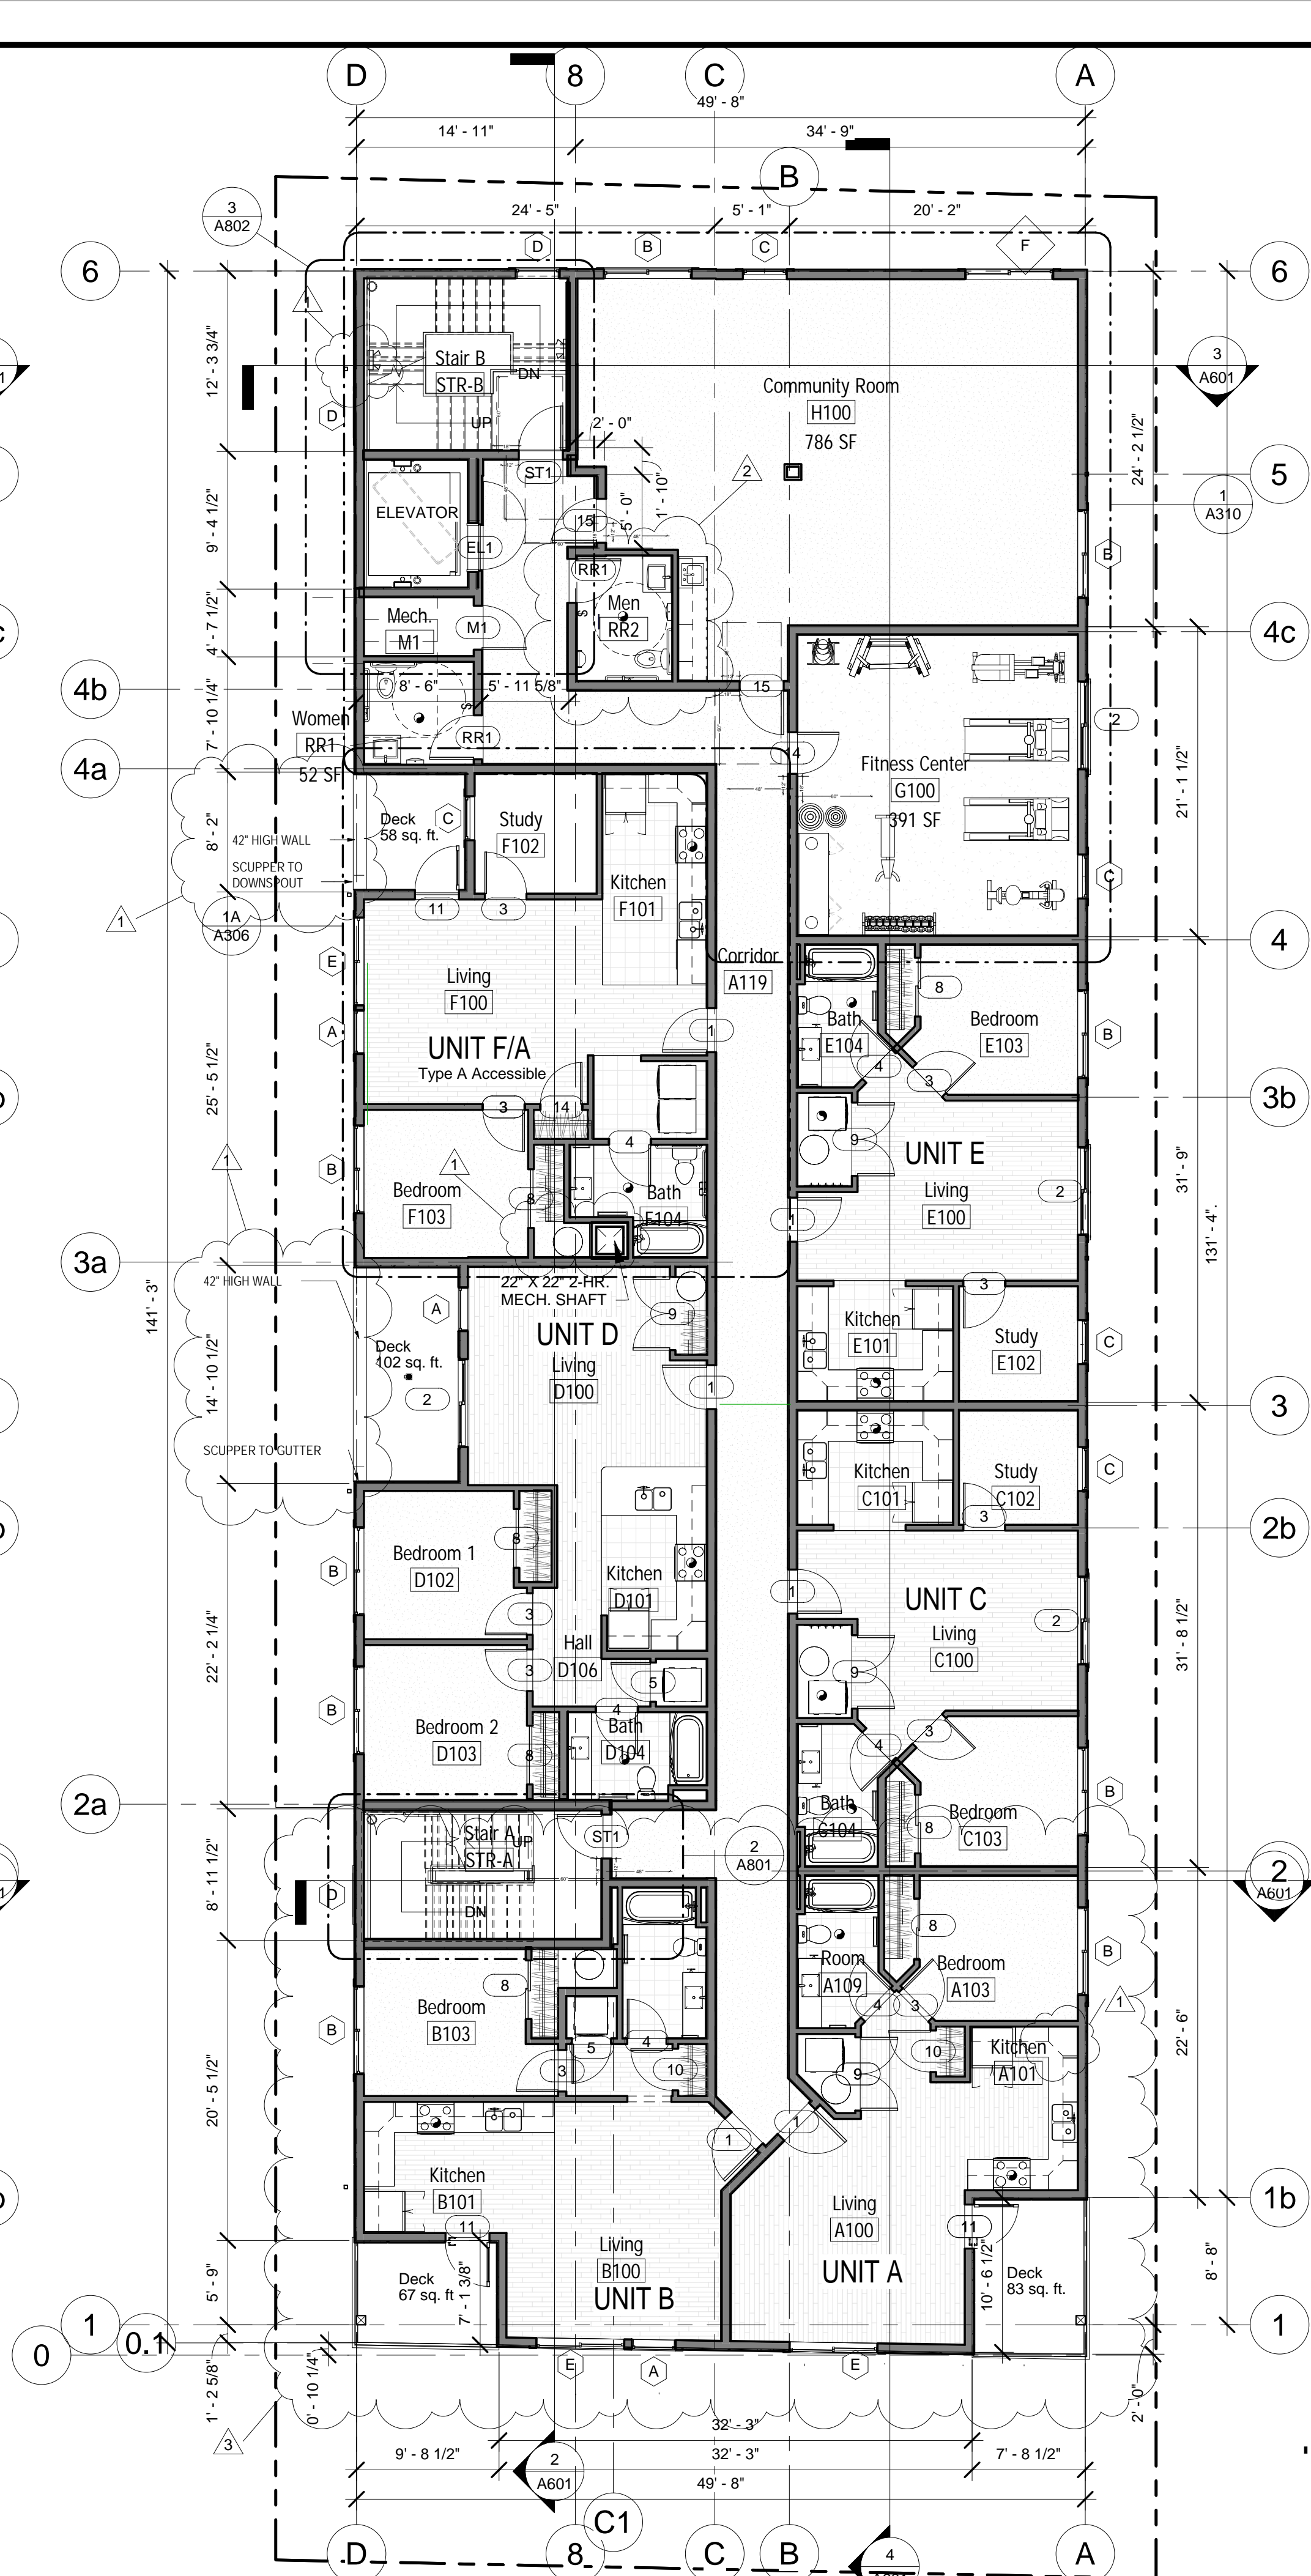 D
8
C
A
49' - 8"
14' - 11"
34' - 9"
B
3
A802
24' - 5"
5' - 1"
20' - 2"
D
B
C
F
6
6
1
12' - 3 3/4"
Stair B
STR-B
DN
UP
D
Community Room
H100
786 SF
3
A601
2' - 0"
24' - 2 1/2"
ST1
2
1' - 10"
5' - 0"
5
1
A310
9' - 4 1/2"
ELEVATOR
EL1
15
B
RR1
Men
RR2
S
4' - 7 1/2"
Mech.
M1
M1
4c
4b
8' - 6"
5' - 11 5/8"
15
7' - 10 1/4"
Women
RR1
52 SF
S
RR1
14
2
4a
Fitness Center
G100
391 SF
21' - 1 1/2"
8' - 2"
42" HIGH WALL
SCUPPER TO
DOWNSPOUT
Deck
58 sq. ft.
C
Study
F102
Kitchen
F101
C
1
1A
A306
11
3
4
E
Living
F100
Corridor
A119
8
A
UNIT F/A
Type A Accessible
1
Bath
E104
Bedroom
E103
B
4
3
25' - 5 1/2"
3
14
3b
4
9
UNIT E
31' - 9"
1
B
1
Bedroom
F103
8
Bath
F104
Living
E100
2
1
131' - 4".
3a
42" HIGH WALL
22" X 22" 2-HR.
MECH. SHAFT
3
141' - 3"
A
UNIT D
9
Kitchen
E101
Study
E102
C
14' - 10 1/2"
Deck
102 sq. ft.
2
Living
D100
1
3
SCUPPER TO GUTTER
Kitchen
C101
Study
C102
C
3
2b
8
Bedroom 1
D102
B
Kitchen
D101
1
UNIT C
2
3
22' - 2 1/4"
Hall
D106
Living
C100
31' - 8 1/2"
3
5
9
B
Bedroom 2
D103
8
4
Bath
D104
4
3
B
2a
Bath
C104
Bedroom
C103
8
Stair A
STR-A
UP
ST1
2
A801
8' - 11 1/2"
D
DN
2
A601
8
B
Room
A109
Bedroom
A103
8
Bedroom
B103
B
4
3
1
5
4
3
10
20' - 5 1/2"
9
10
Kitchen
A101
22' - 6"
1
1
Kitchen
B101
Living
A100
1b
11
11
Living
B100
UNIT B
UNIT A
Deck
67 sq. ft
7' - 1 3/8"
10' - 6 1/2"
Deck
83 sq. ft.
5' - 9"
8' - 8"
1
0.1
0
1
E
A
E
1' - 2 5/8"
0' - 10 1/4"
2' - 0"
3
32' - 3"
9' - 8 1/2"
2
A601
32' - 3"
7' - 8 1/2"
49' - 8"
C1
D
8
C
B
4
A